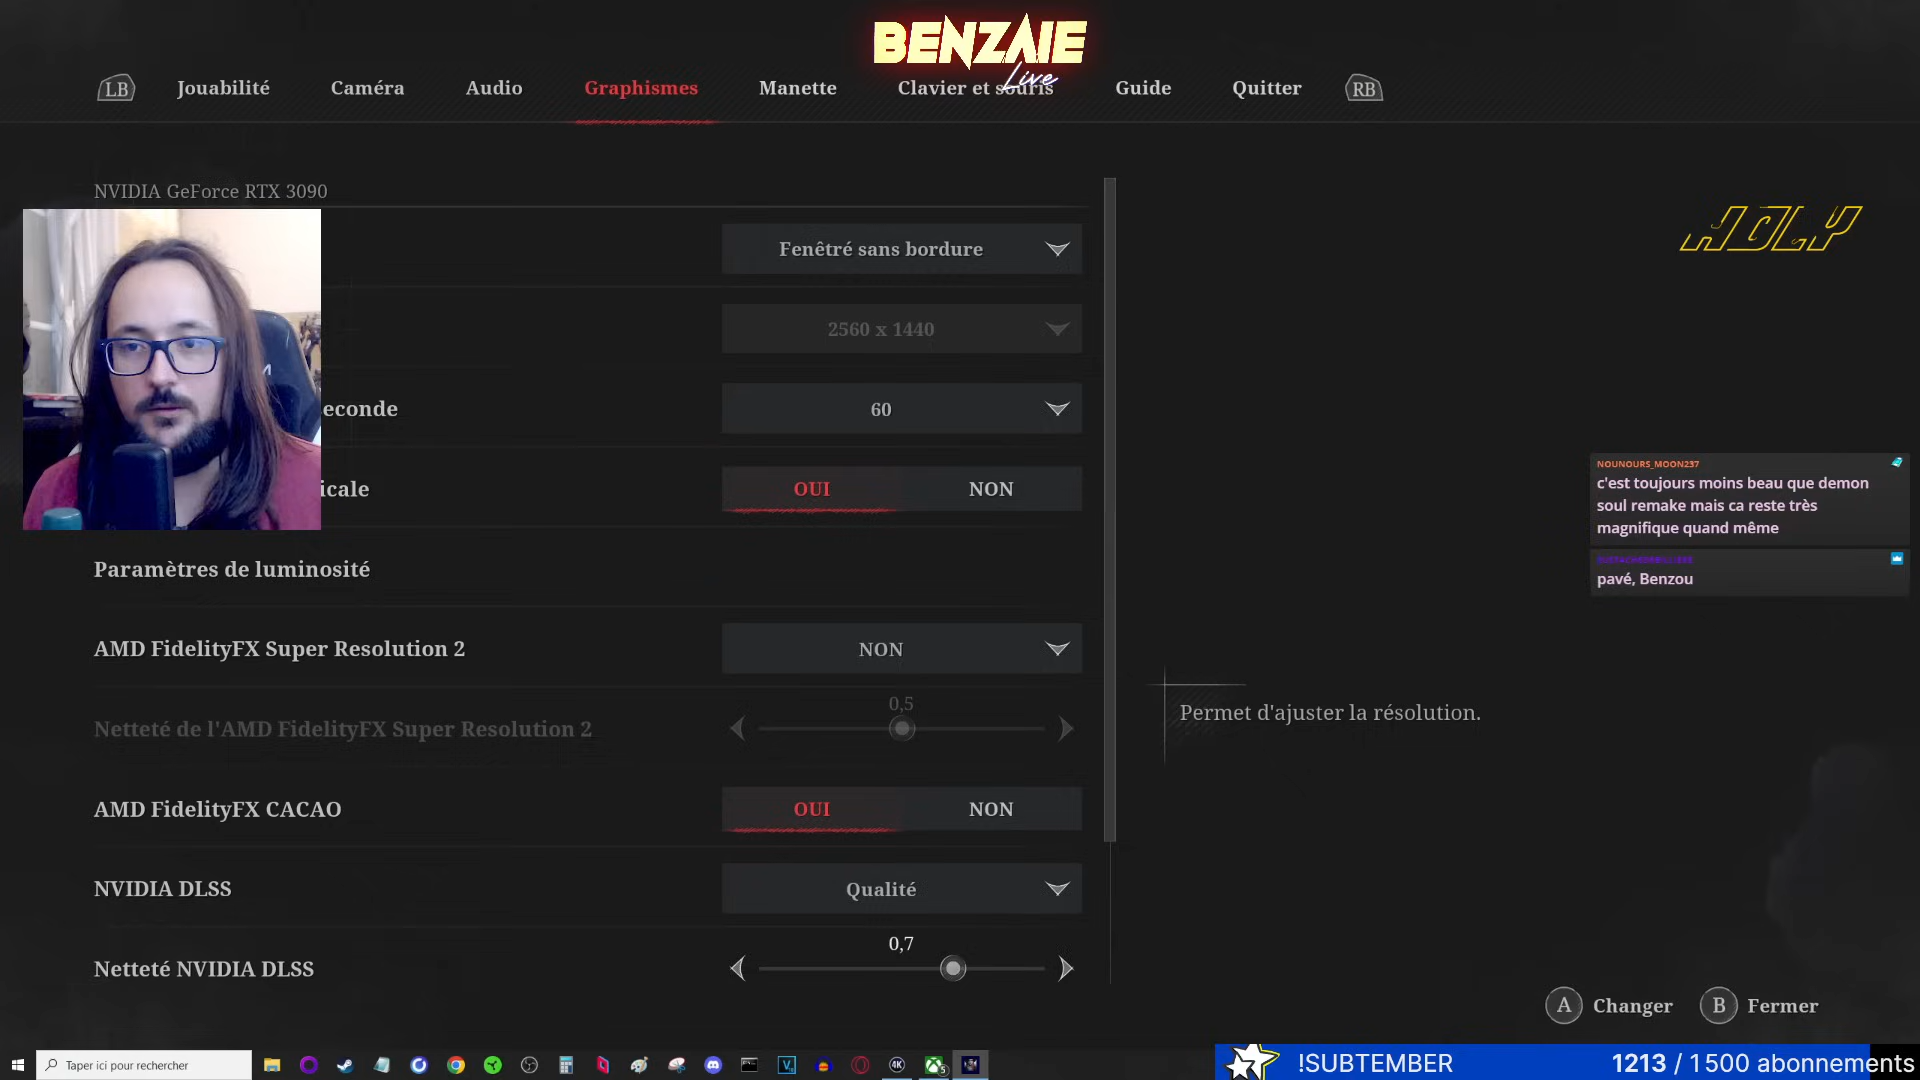 BENZAIE
Live
LB
Jouabilité
Caméra
Audio
Graphismes
Manette
Clavier et souris
Guide
Quitter
RB
NVIDIA GeForce RTX 3090
Fenêtré sans bordure
HOLY
2560 x 1440
econde
60
NOUNOURS_MOON237
c'est toujours moins beau que demon
soul remake mais ca reste très
magnifique quand même
icale
OUI
NON
pavé, Benzou
Paramètres de luminosité
AMD FidelityFX Super Resolution 2
NON
Netteté de l'AMD FidelityFX Super Resolution 2
0,5
Permet d'ajuster la résolution.
AMD FidelityFX CACAO
OUI
NON
NVIDIA DLSS
Qualité
Netteté NVIDIA DLSS
0,7
A Changer
B Fermer
Taper ici pour rechercher
4K
5
!SUBTEMBER
1213 / 1500 abonnements